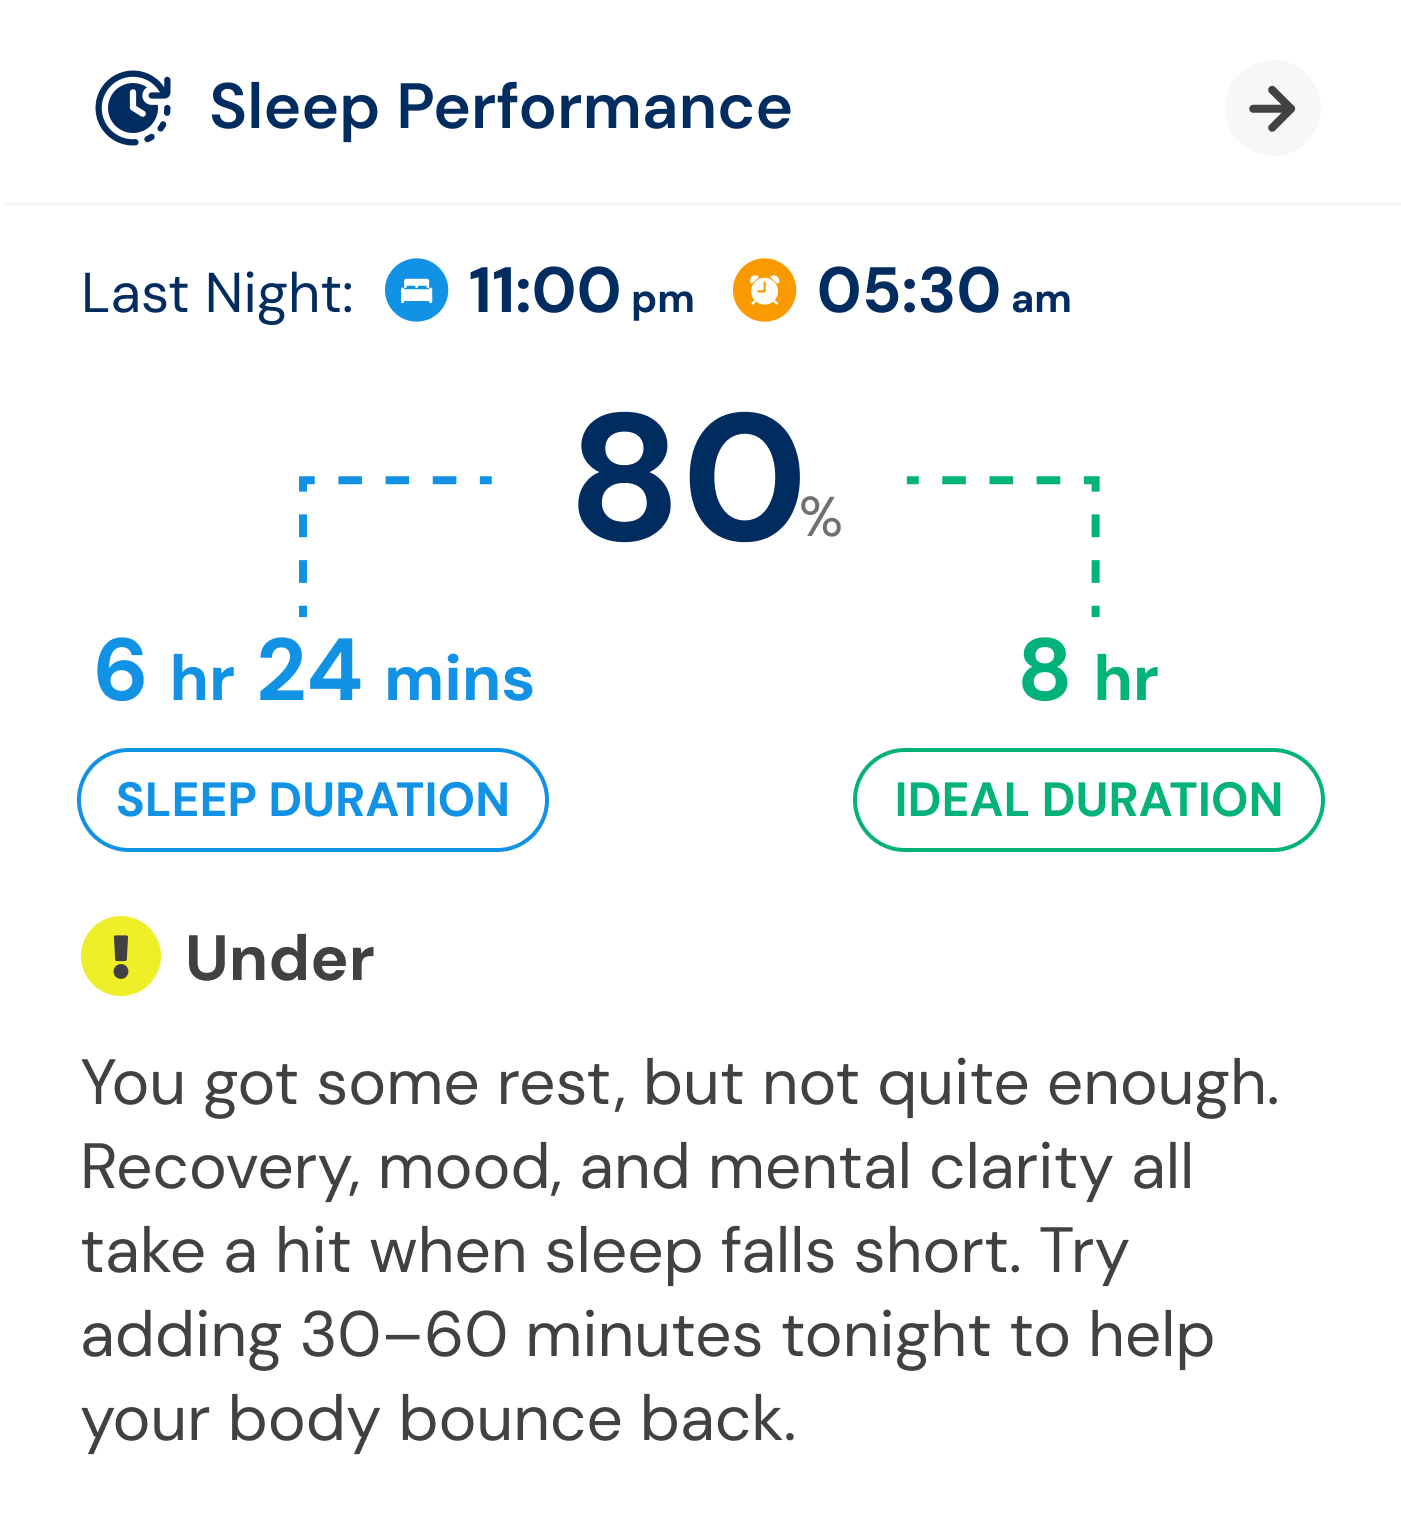 Sleep Performance
Last Night: 11:00 pm 05:30 am
80%
6 hr 24 mins 8 hr
SLEEP DURATION IDEAL DURATION
! Under
You got some rest, but not quite enough.
Recovery, mood, and mental clarity all
take a hit when sleep falls short. Try
adding 30–60 minutes tonight to help
your body bounce back.